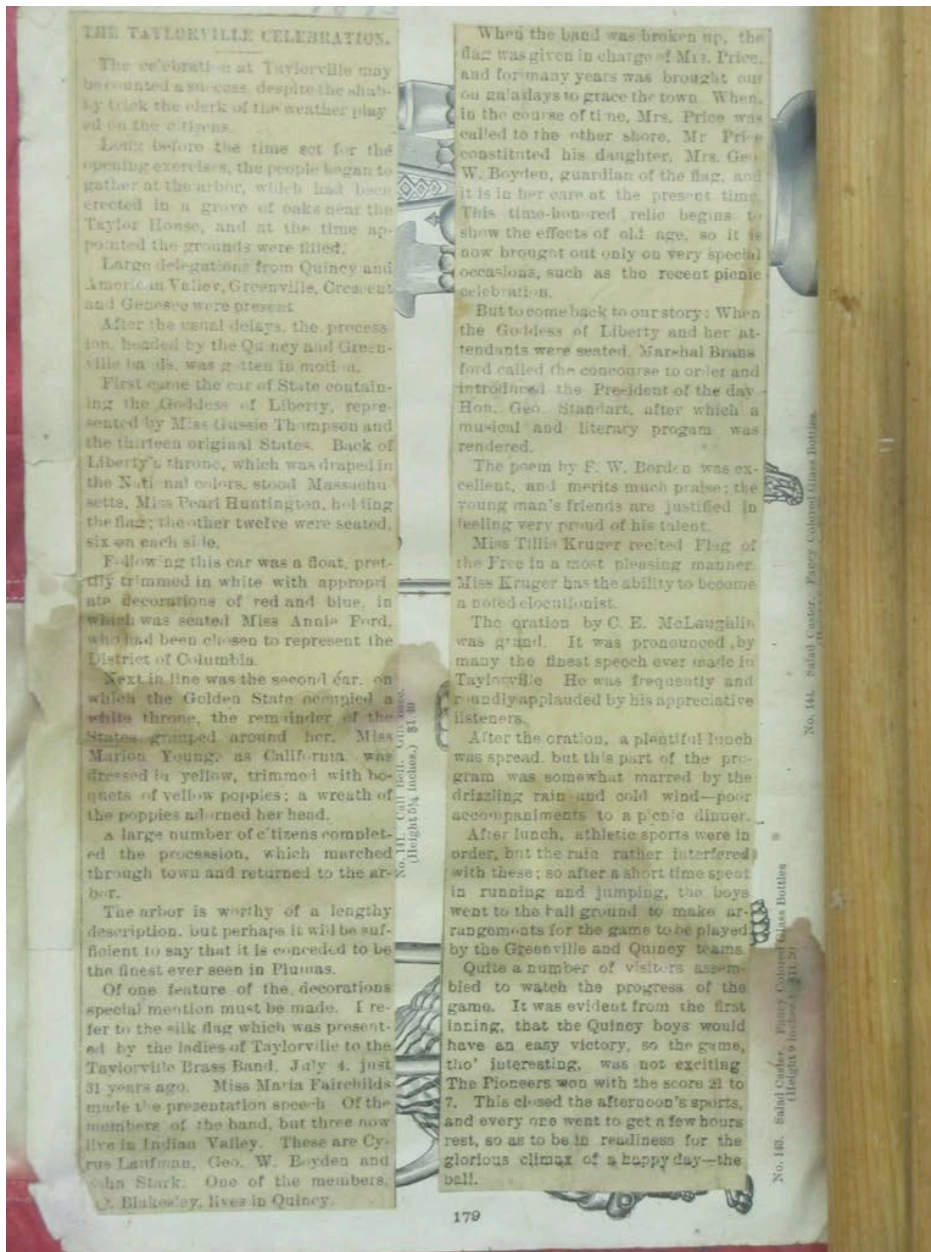 THE TAYLORVILLE CELEBRATION.
The celebration at Taylorville may
be counted a success, despite the shab-
by trick the clerk of the weather play
ed on the citizens.
Long before the time set for the
opening exercises, the people began to
gather at the arbor, which had been
erected in a grove of oaks near the
Taylor House, and at the time ap-
pointed the grounds were filled.
Large delegations from Quincy and
American Valley, Greenville, Crescent
and Genesee were present.
After the usual delays, the process
ion, headed by the Quincy and Green-
ville bands, was gotten in motion.
First came the car of State contain-
ing the Goddess of Liberty, repre-
sented by Miss Gussie Thompson and
the thirteen original States. Back of
Liberty's throne, which was draped in
the National colors, stood Massachu-
setts, Miss Pearl Huntington, holding
the flag; the other twelve were seated,
six on each side.
Following this car was a float, pret-
tily trimmed in white with appropri
ate decorations of red and blue, in
which was seated Miss Annie Ford,
who had been chosen to represent the
District of Columbia.
Next in line was the second car, on
which the Golden State occupied a
white throne, the remainder of the
States grouped around her. Miss
Marion Young, as California, was
dressed in yellow, trimmed with bo-
quets of yellow poppies; a wreath of
the poppies adorned her head.
A large number of citizens complet-
ed the procession, which marched
through town and returned to the ar-
bor.
The arbor is worthy of a lengthy
description, but perhaps it will be suf-
ficient to say that it is conceded to be
the finest ever seen in Plumas.
Of one feature of the decorations
special mention must be made. I re-
fer to the silk flag which was present-
ed by the ladies of Taylorville to the
Taylorville Brass Band, July 4, just
31 years ago. Miss Maria Fairchilds
made the presentation speech Of the
members of the band, but three now
live in Indian Valley. These are Cy-
rus Laufman, Geo. W. Boyden and
John Stark. One of the members,
Blakesley, lives in Quincy.
When the band was broken up, the
flag was given in charge of Mrs. Price,
and for many years was brought out
on gala days to grace the town. When,
in the course of time, Mrs. Price was
called to the other shore, Mr Price
constituted his daughter, Mrs. Geo
W. Boyden, guardian of the flag, and
it is in her care at the present time.
This time-honored relic begins to
show the effects of old age, so it is
now brought out only on very special
occasions, such as the recent picnic
celebration.
But to come back to our story: When
the Goddess of Liberty and her at-
tendants were seated, Marshal Brans
ford called the concourse to order and
introduced the President of the day
Hon. Geo. Standart, after which a
musical and literary progam was
rendered.
The poem by F. W. Borden was ex-
cellent, and merits much praise; the
young man's friends are justified in
feeling very proud of his talent.
Miss Tillie Kruger recited Flag of
the Free in a most pleasing manner.
Miss Kruger has the ability to become
a noted elocutionist.
The oration by C. E. McLaughlin
was grand. It was pronounced by
many the finest speech ever made in
Taylorville He was frequently and
roundly applauded by his appreciative
listeners.
After the oration, a plentiful lunch
was spread, but this part of the pro-
gram was somewhat marred by the
drizzling rain and cold wind—poor
accompaniments to a picnic dinner.
After lunch, athletic sports were in
order, but the rain rather interfered
with these; so after a short time spent
in running and jumping, the boys
went to the ball ground to make ar-
rangements for the game to be played
by the Greenville and Quincy teams.
Quite a number of visitors assem-
bled to watch the progress of the
game. It was evident from the first
inning, that the Quincy boys would
have an easy victory, so the game,
tho' interesting, was not exciting
The Pioneers won with the score 21 to
7. This closed the afternoon's sports,
and every one went to get a few hours
rest, so as to be in readiness for the
glorious climax of a happy day—the
ball.
No. 141. Call Bell.
(Height 5¼ inches.) $1 40
No. 144. Salad Caster, Fancy Colored Glass Bottles
No. 143. Salad Caster, Fancy Colored Glass Bottles
(Height 9 inches)
179